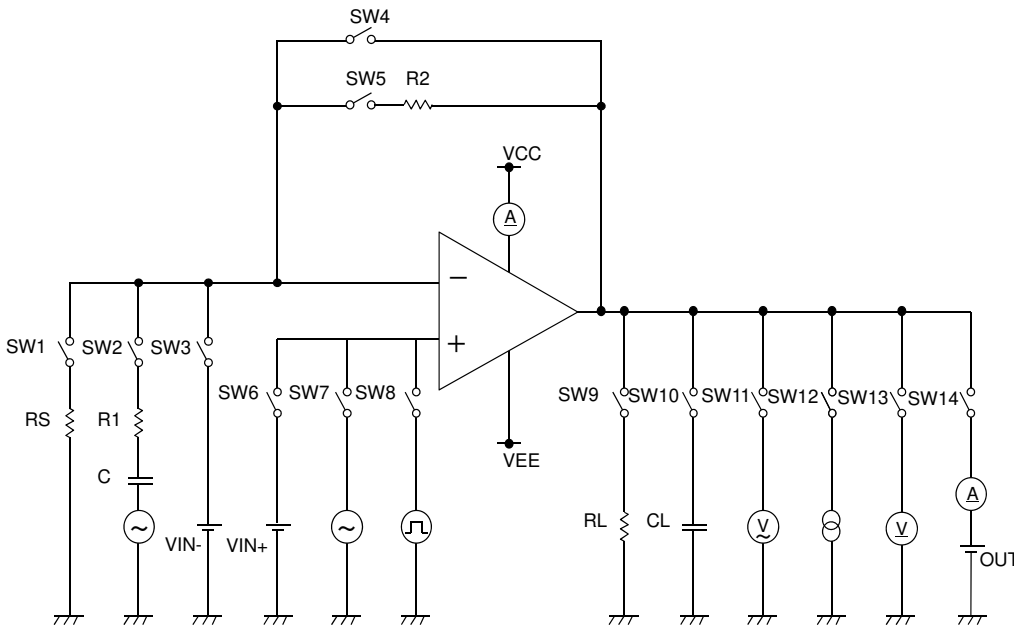 SW4
SW5 R2
VCC
A
−
+
VEE
SW1 SW2 SW3
SW6 SW7 SW8
SW9 SW10 SW11 SW12 SW13 SW14
RS R1
C
VIN- VIN+
RL CL
V
V
A
OUT